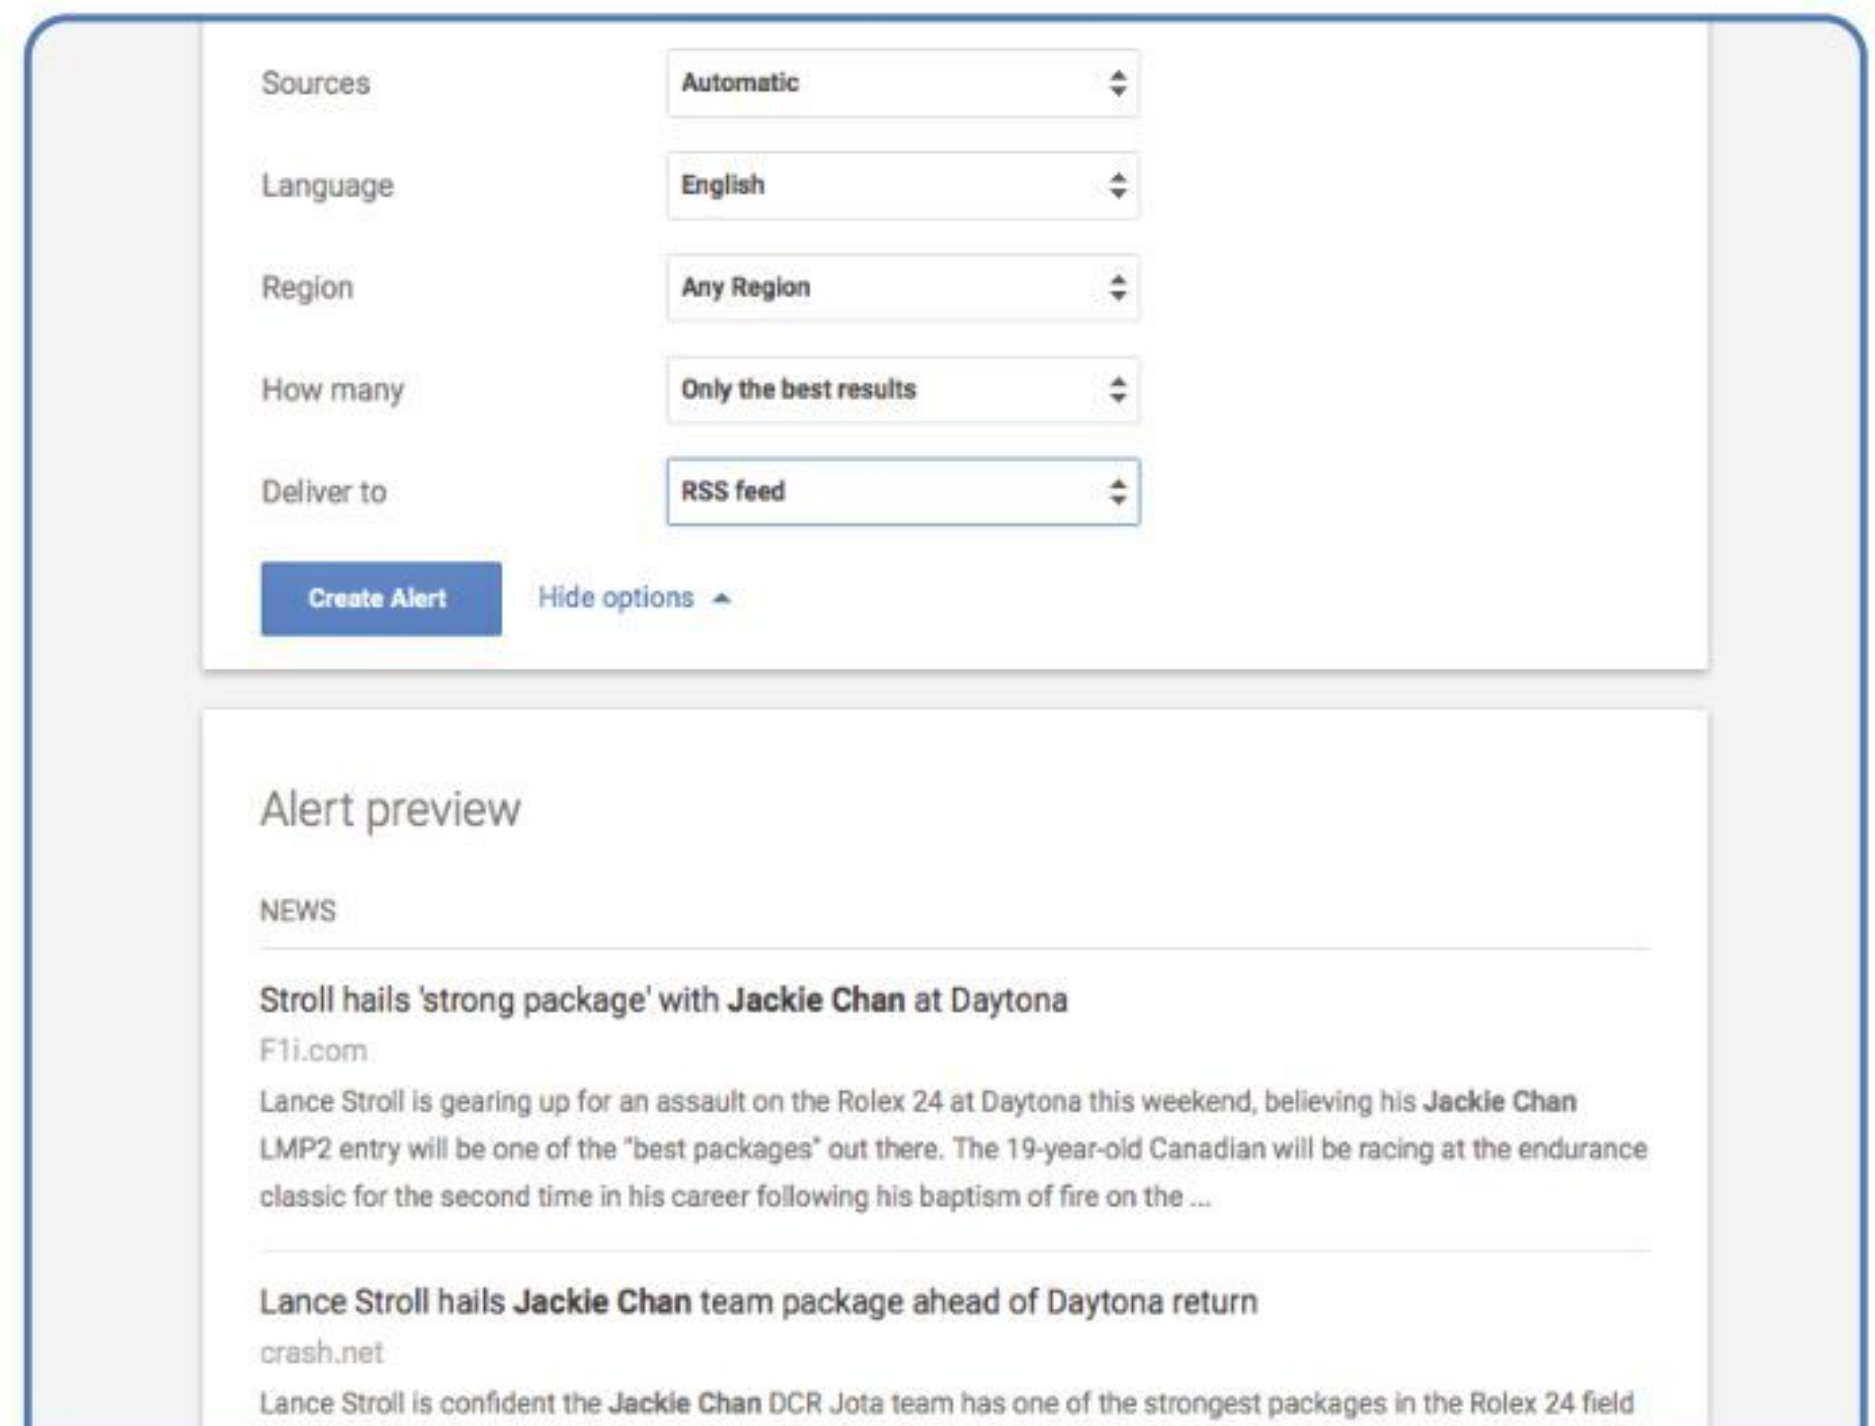 Sources Automatic
Language English
Region Any Region
How many Only the best results
Deliver to RSS feed
Create Alert Hide options
Alert preview
NEWS
Stroll hails 'strong package' with Jackie Chan at Daytona
F1i.com
Lance Stroll is gearing up for an assault on the Rolex 24 at Daytona this weekend, believing his Jackie Chan
LMP2 entry will be one of the "best packages" out there. The 19-year-old Canadian will be racing at the endurance
classic for the second time in his career following his baptism of fire on the ...
Lance Stroll hails Jackie Chan team package ahead of Daytona return
crash.net
Lance Stroll is confident the Jackie Chan DCR Jota team has one of the strongest packages in the Rolex 24 field